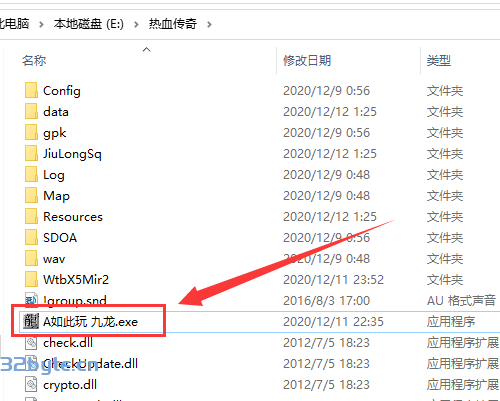 此电脑 本地磁盘 (E:) 热血传奇
名称 修改日期 类型
Config 2020/12/9 0:56 文件夹
data 2020/12/12 1:25 文件夹
gpk 2020/12/9 0:56 文件夹
JiuLongSq 2020/12/12 1:25 文件夹
Log 2020/12/9 0:48 文件夹
Map 2020/12/9 0:48 文件夹
Resources 2020/12/12 1:25 文件夹
SDOA 2020/12/9 0:56 文件夹
wav 2020/12/9 0:48 文件夹
WtbX5Mir2 2020/12/11 23:52 文件夹
!group.snd 2016/8/3 17:00 AU 格式声音
A如此玩 九龙.exe 2020/12/11 22:35 应用程序
check.dll 2012/7/5 18:23 应用程序扩展
CheckUpdate.dll 2012/7/5 18:23 应用程序扩展
crypto.dll 2012/7/5 18:23 应用程序扩展